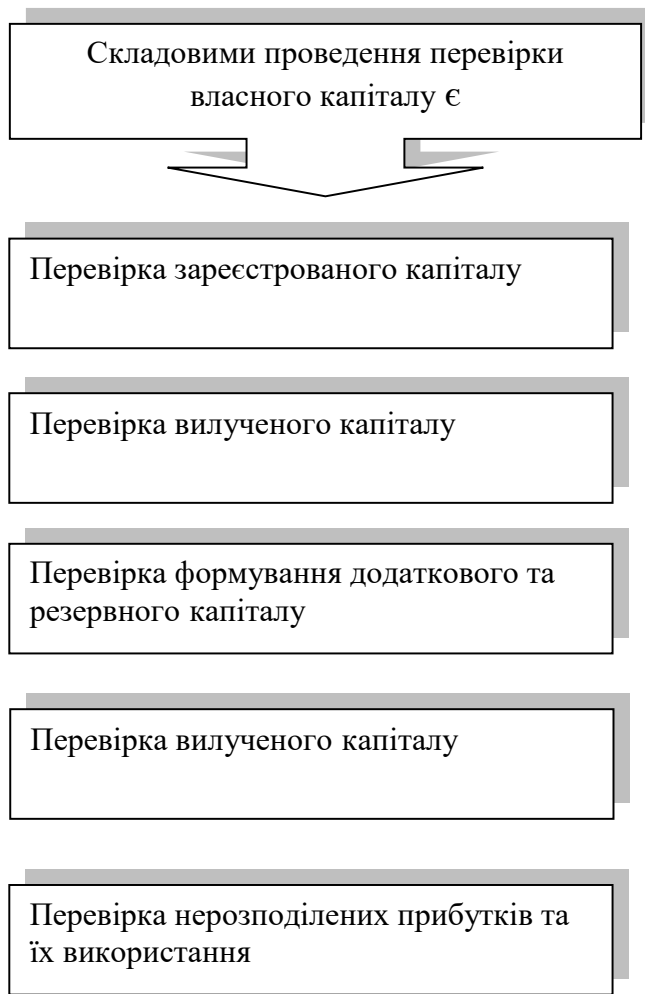 Складовими проведення перевірки
власного капіталу є
Перевірка зареєстрованого капіталу
Перевірка вилученого капіталу
Перевірка формування додаткового та
резервного капіталу
Перевірка вилученого капіталу
Перевірка нерозподілених прибутків та
їх використання